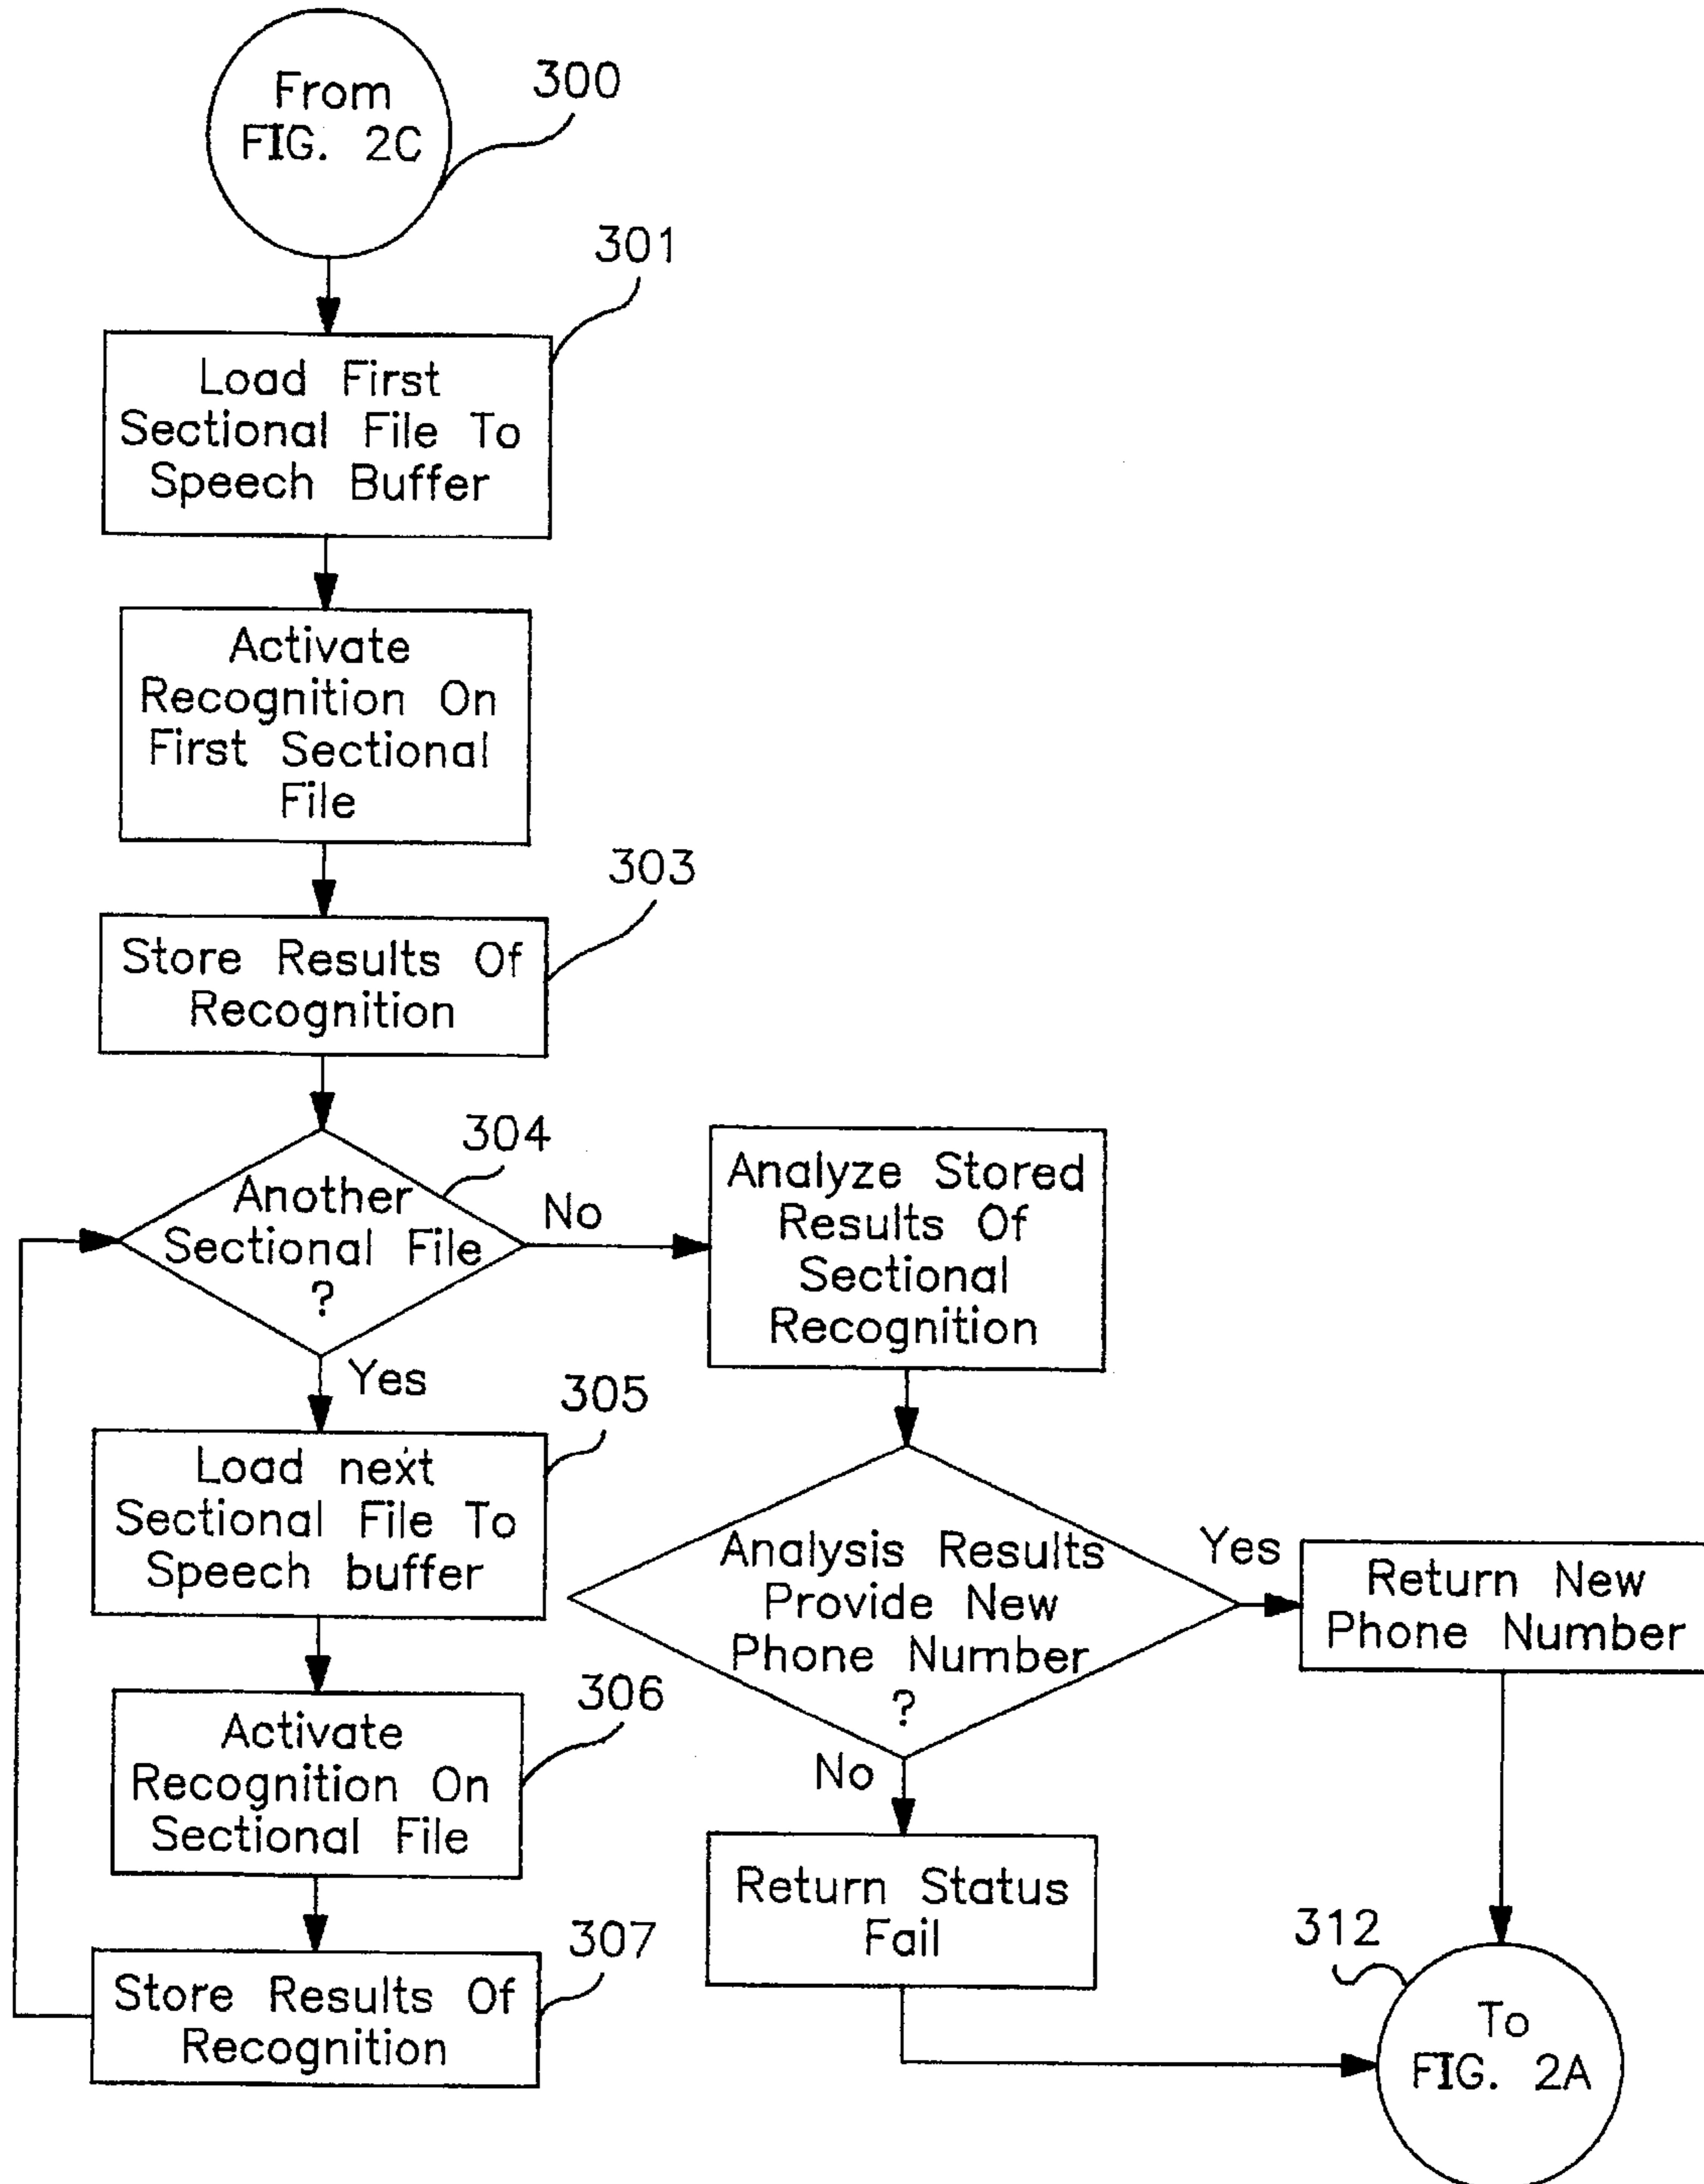 From
FIG. 2C
300
301
Load First
Sectional File To
Speech Buffer
Activate
Recognition On
First Sectional
File
303
Store Results Of
Recognition
304
Another
Sectional File
?
No
Yes
Analyze Stored
Results Of
Sectional
Recognition
305
Load next
Sectional File To
Speech buffer
Analysis Results
Provide New
Phone Number
?
Yes
No
Return New
Phone Number
306
Activate
Recognition On
Sectional File
Return Status
Fail
307
Store Results Of
Recognition
312
To
FIG. 2A